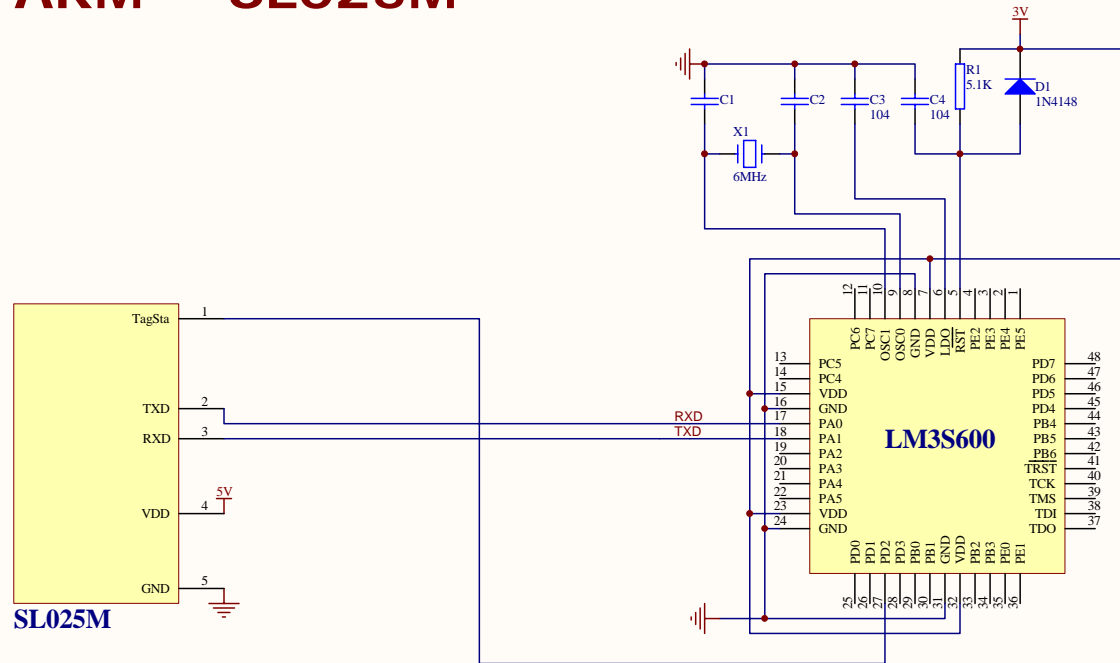 ARM SL025M
3V
R1
5.1K
D1
1N4148
C1
C2
C3
104
C4
104
X1
6MHz
12
11
10
9
8
7
6
5
4
3
2
1
PC6
PC7
OSC1
OSC0
GND
VDD
LDO
RST
PE2
PE3
PE4
PE5
TagSta 1
TXD 2
RXD 3
5V
VDD 4
GND 5
SL025M
RXD
TXD
13 PC5
14 PC4
15 VDD
16 GND
17 PA0
18 PA1
19 PA2
20 PA3
21 PA4
22 PA5
23 VDD
24 GND
LM3S600
PD7 48
PD6 47
PD5 46
PD4 45
PB4 44
PB5 43
PB6 42
TRST 41
TCK 40
TMS 39
TDI 38
TDO 37
PD0
PD1
PD2
PD3
PB0
PB1
GND
VDD
PB2
PB3
PE0
PE1
25
26
27
28
29
30
31
32
33
34
35
36